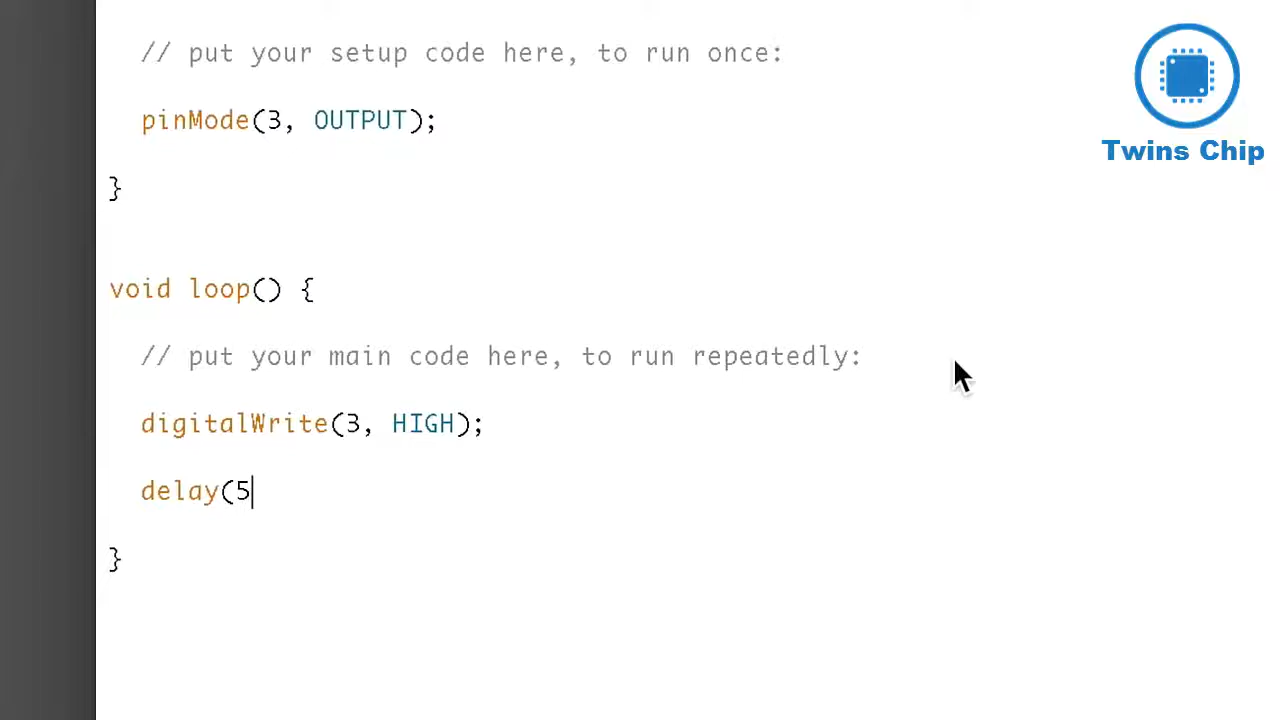 // put your setup code here, to run once:
pinMode(3, OUTPUT);
}
void loop() {
// put your main code here, to run repeatedly:
digitalWrite(3, HIGH);
delay(5
}
Twins Chip